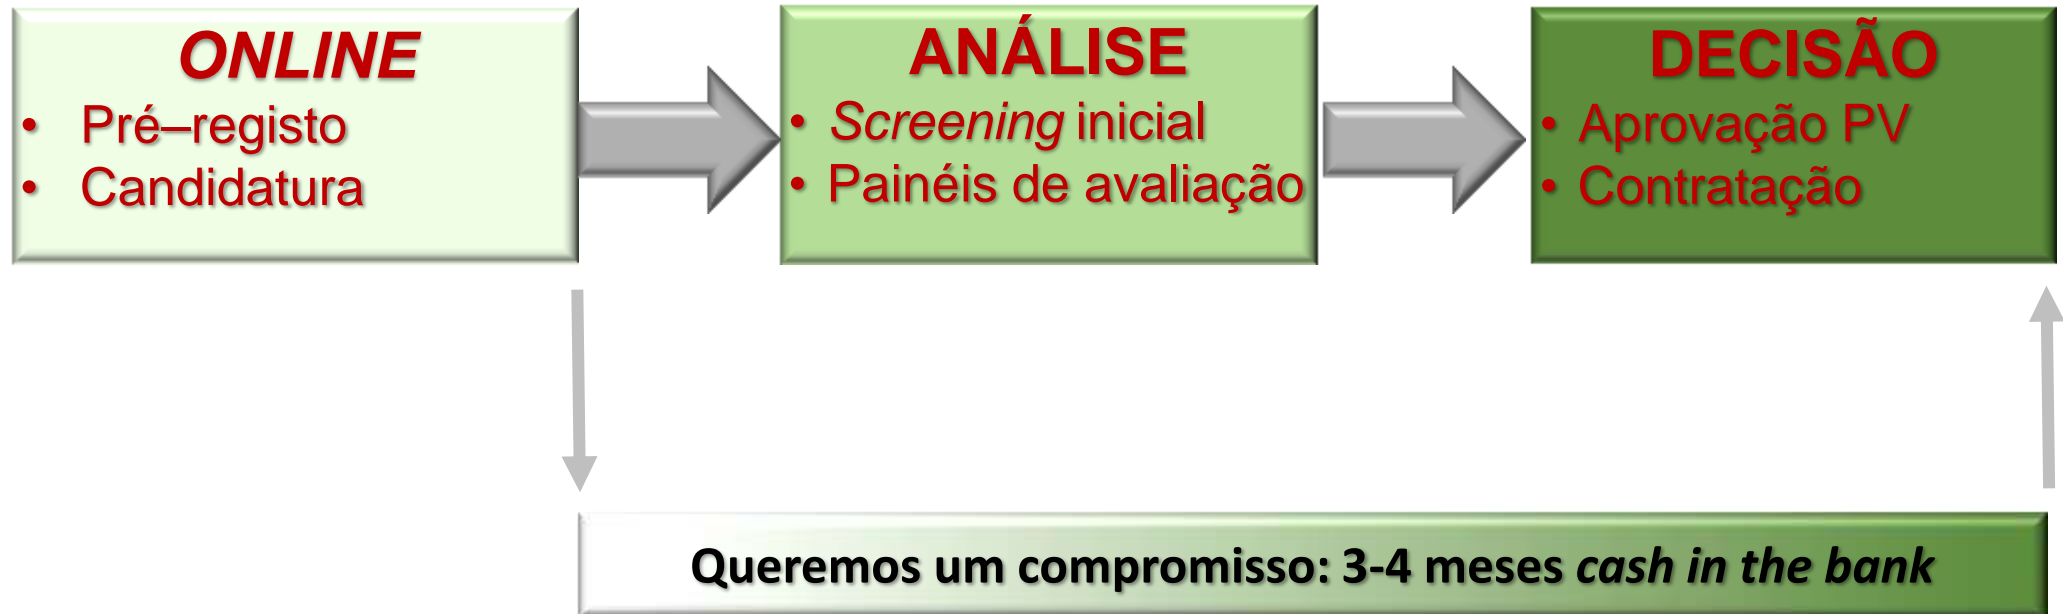 ONLINE
• Pré–registo
• Candidatura
ANÁLISE
• Screening inicial
• Painéis de avaliação
DECISÃO
• Aprovação PV
• Contratação
Queremos um compromisso: 3-4 meses cash in the bank